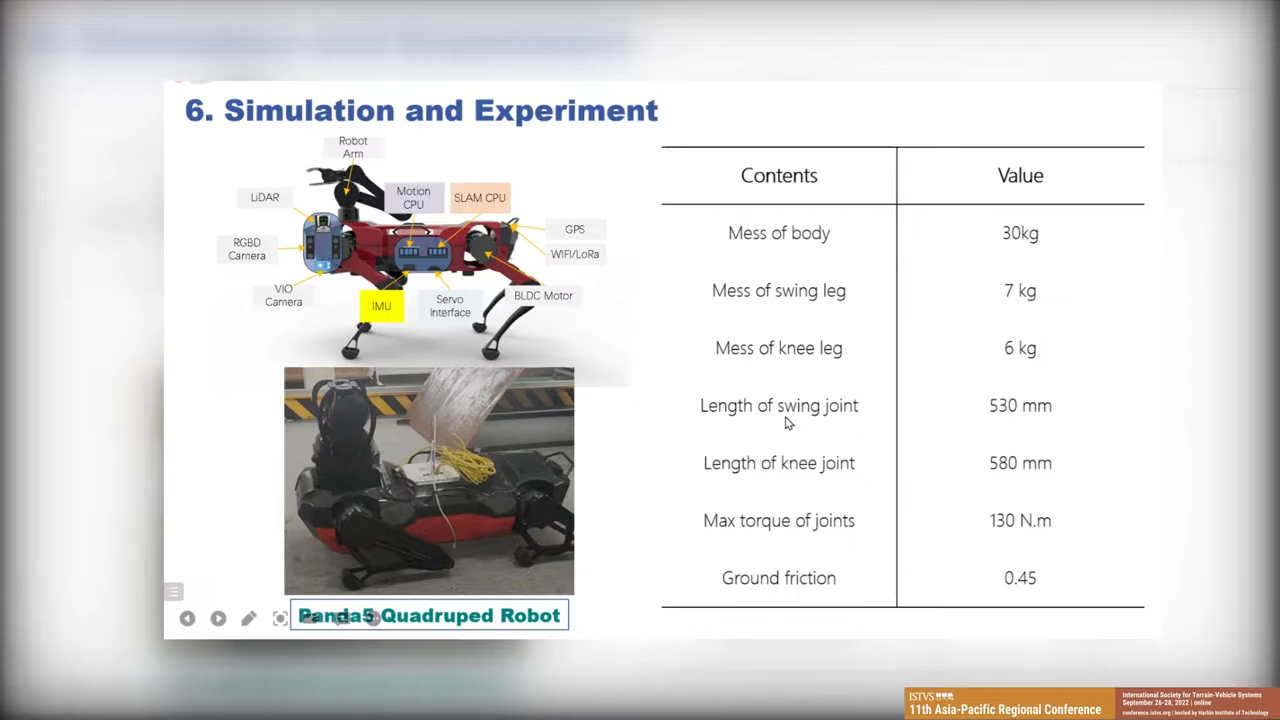 6. Simulation and Experiment
Robot
Arm
LiDAR
Motion
CPU
SLAM CPU
GPS
RGBD
Camera
WIFI/LoRa
VIO
Camera
IMU
Servo
Interface
BLDC Motor
Panda5 Quadruped Robot
Contents Value
Mess of body 30kg
Mess of swing leg 7 kg
Mess of knee leg 6 kg
Length of swing joint 530 mm
Length of knee joint 580 mm
Max torque of joints 130 N.m
Ground friction 0.45
ISTVS
11th Asia-Pacific Regional Conference
International Society for Terrain-Vehicle Systems
September 26-28, 2022 | online
conference.istvs.org | hosted by Harbin Institute of Technology